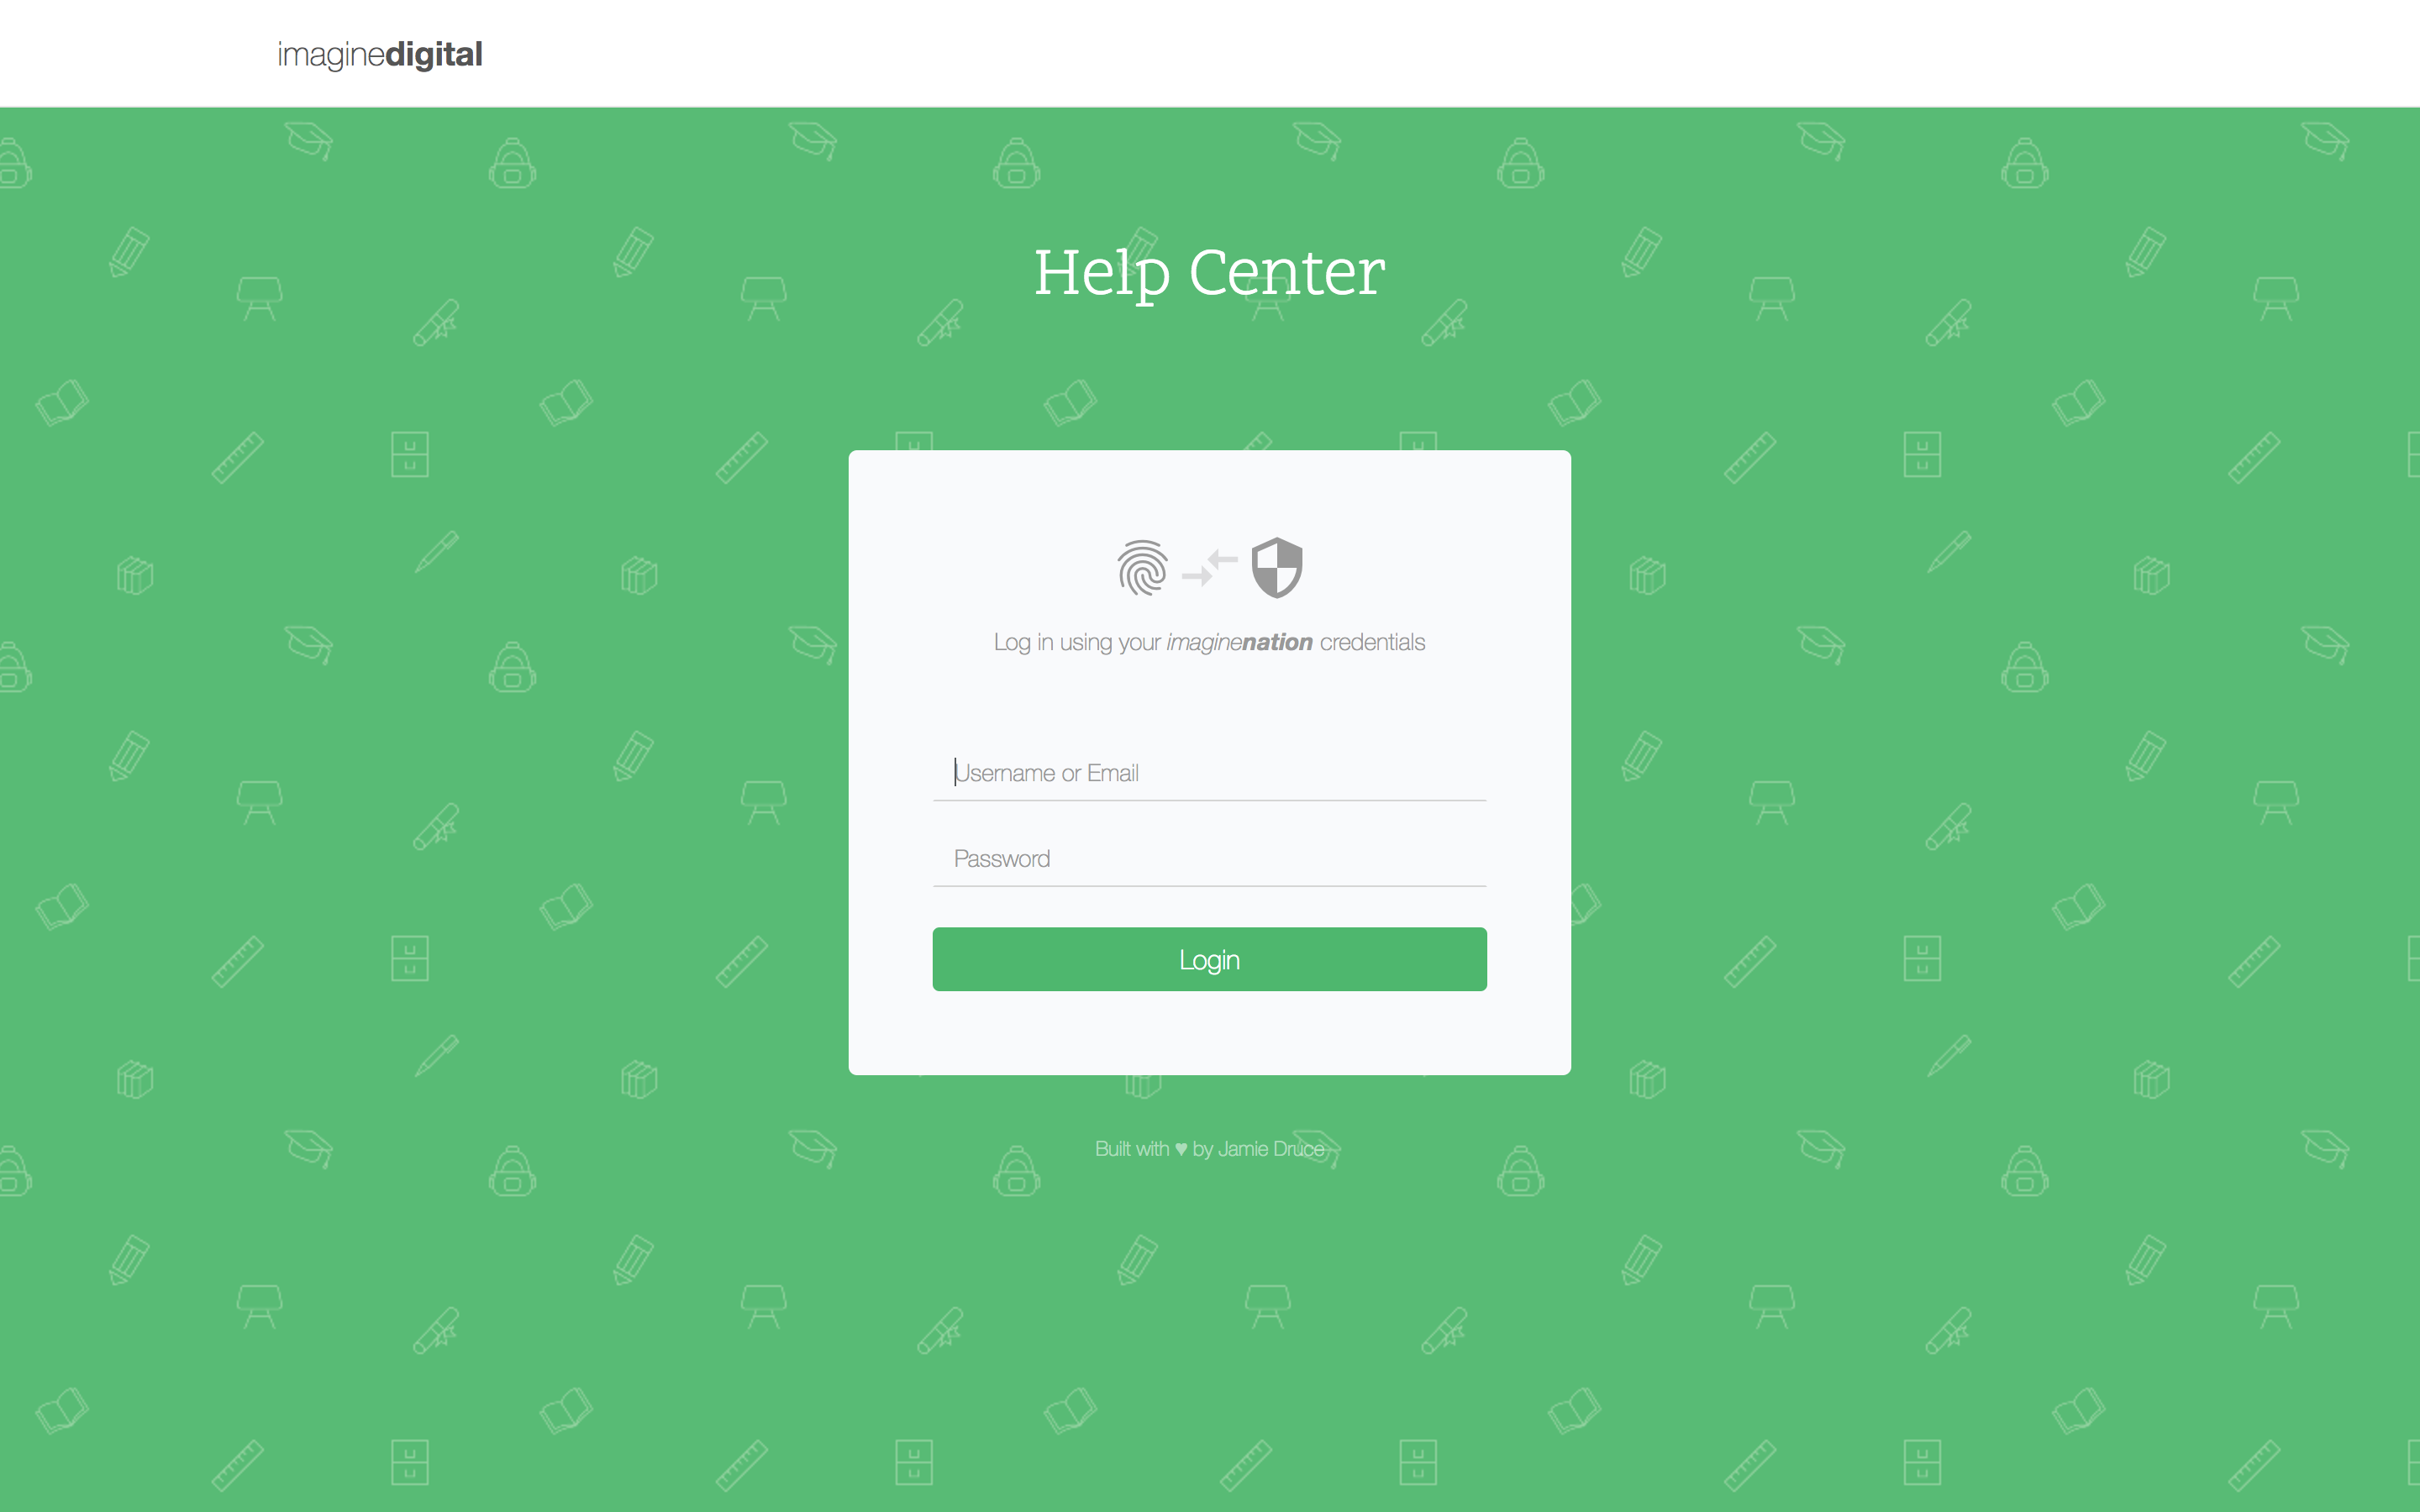 imaginedigital
Help Center
Log in using your imaginenation credentials
Username or Email
Password
Login
Built with ♥ by Jamie Druce